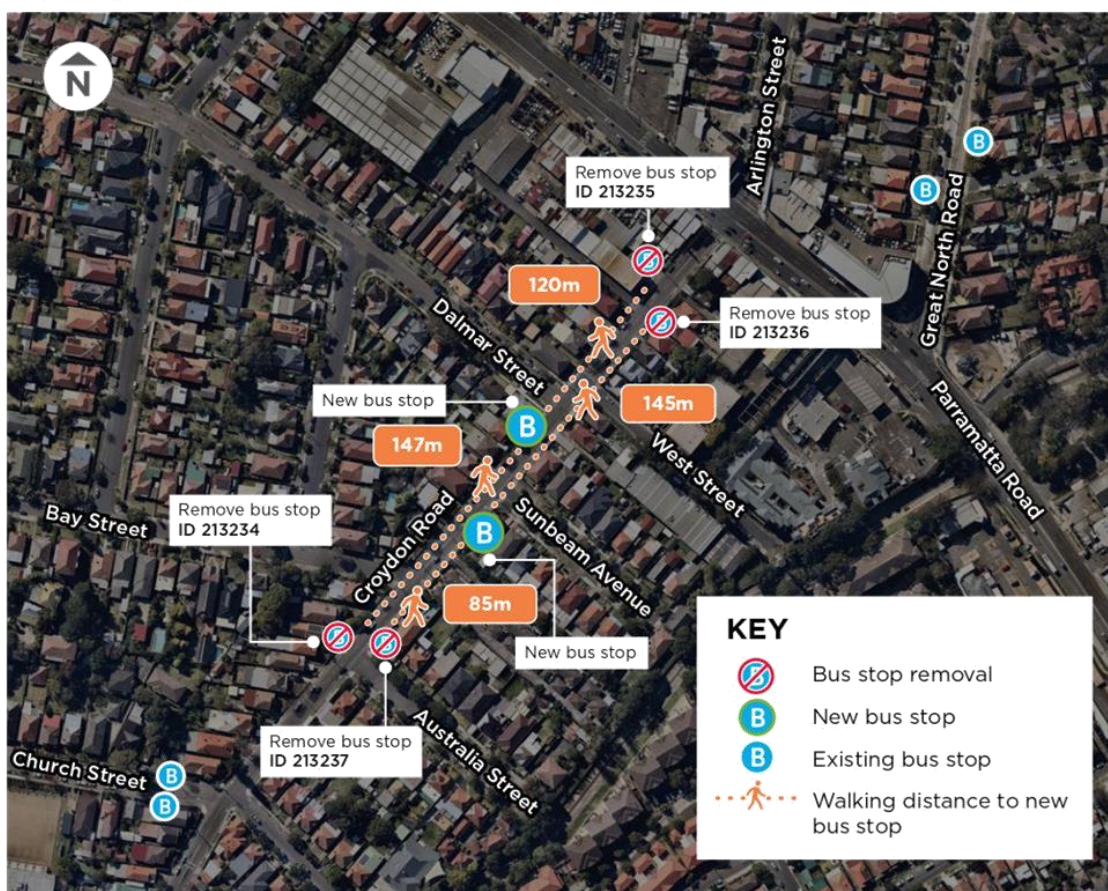 N
Arlington Street
B
B
Great North Road
Remove bus stop
ID 213235
B
120m
Remove bus stop
ID 213236
B
Dalmar Street
New bus stop
B
145m
147m
Parramatta Road
West Street
Remove bus stop
ID 213234
Bay Street
Croydon Road
Sunbeam Avenue
B
85m
New bus stop
B
B
Remove bus stop
ID 213237
Australia Street
Church Street
B
B
KEY
B
Bus stop removal
B
New bus stop
B
Existing bus stop
Walking distance to new
bus stop